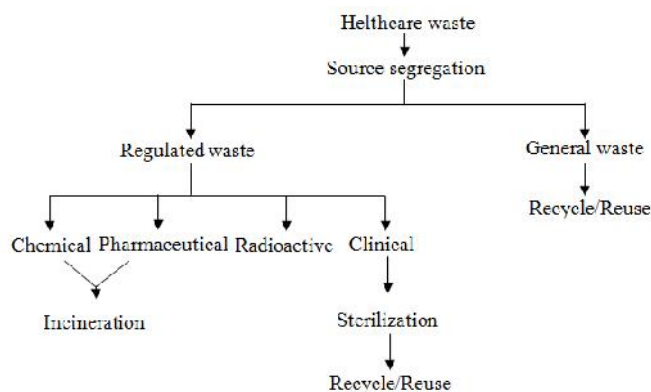 Helthcare waste
Source segregation
Regulated waste
General waste
Recycle/Reuse
Chemical Pharmaceutical Radioactive Clinical
Incineration
Sterilization
Recycle/Reuse